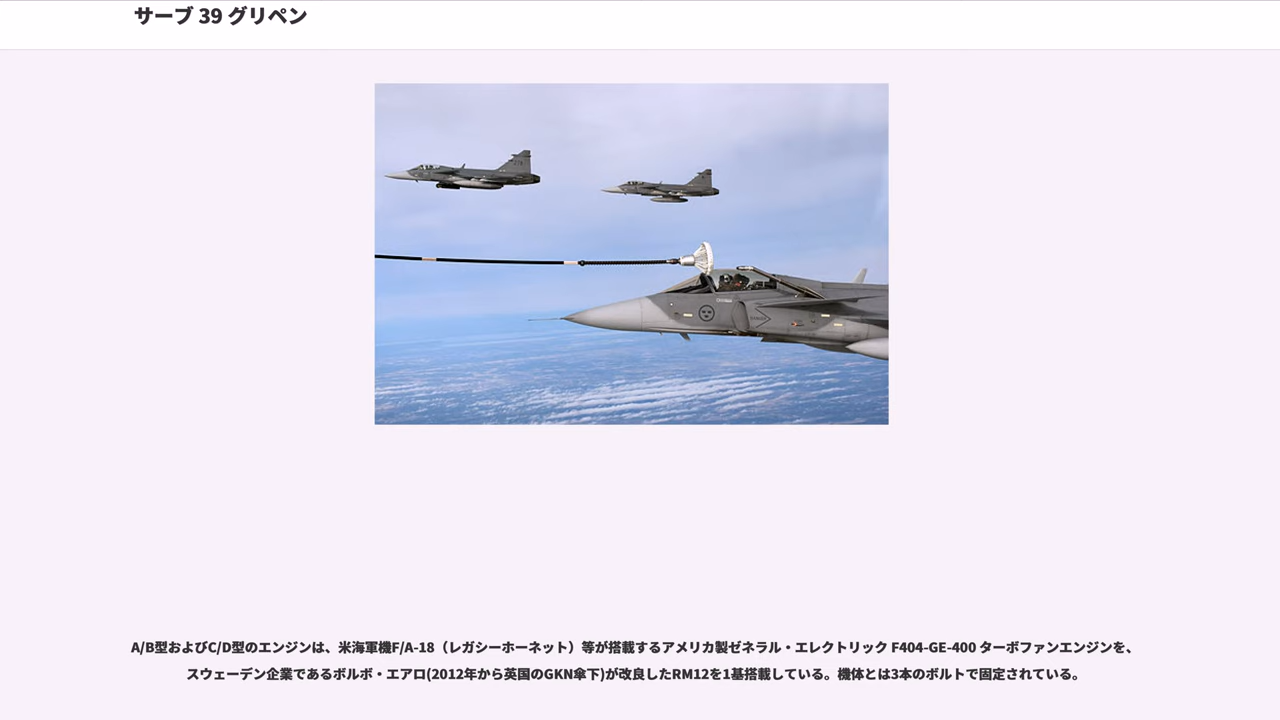 サーブ 39 グリペン
A/B型およびC/D型のエンジンは、米海軍機F/A-18（レガシーホーネット）等が搭載するアメリカ製ゼネラル・エレクトリック F404-GE-400 ターボファンエンジンを、
スウェーデン企業であるボルボ・エアロ(2012年から英国のGKN傘下)が改良したRM12を1基搭載している。機体とは3本のボルトで固定されている。